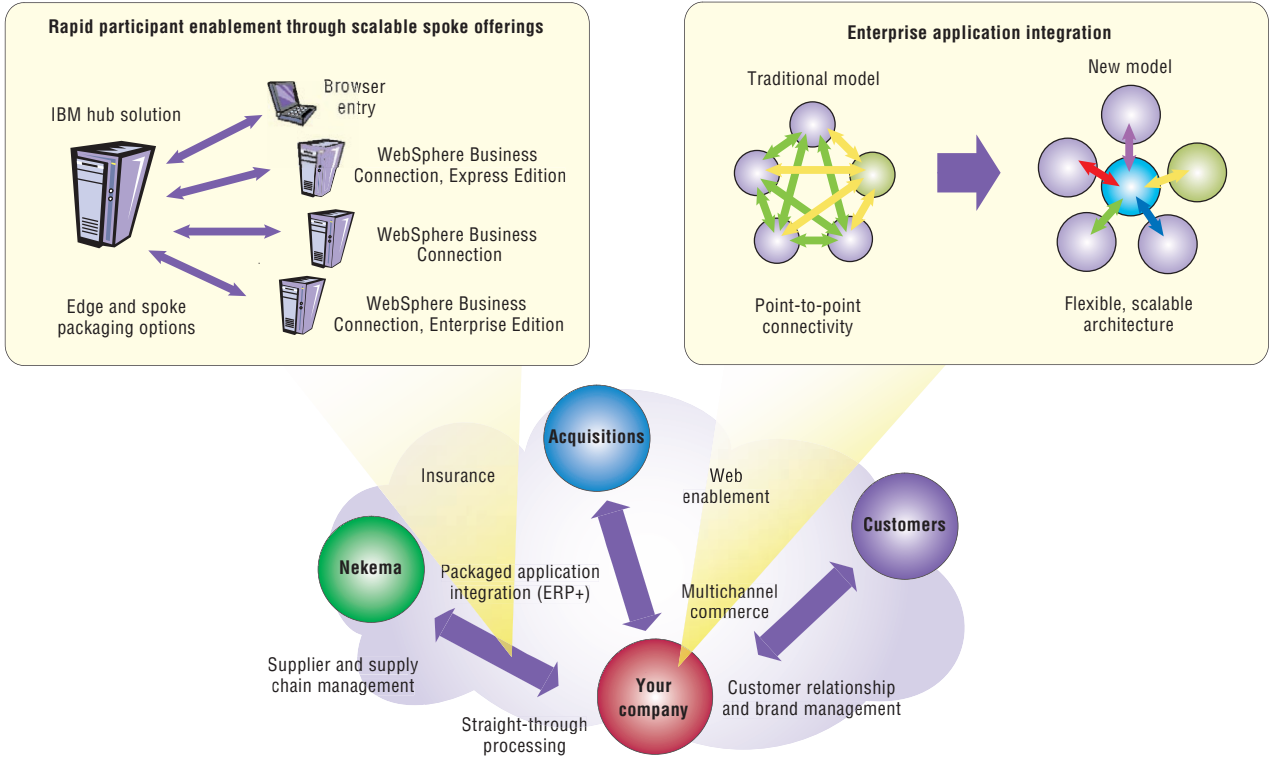 Rapid participant enablement through scalable spoke offerings
IBM hub solution
Browser
entry
WebSphere Business
Connection, Express Edition
WebSphere Business
Connection
WebSphere Business
Connection, Enterprise Edition
Edge and spoke
packaging options
Enterprise application integration
Traditional model
New model
Point-to-point
connectivity
Flexible, scalable
architecture
Acquisitions
Insurance
Web
enablement
Customers
Nekema
Packaged application
integration (ERP+)
Multichannel
commerce
Supplier and supply
chain management
Your
company
Customer relationship
and brand management
Straight-through
processing